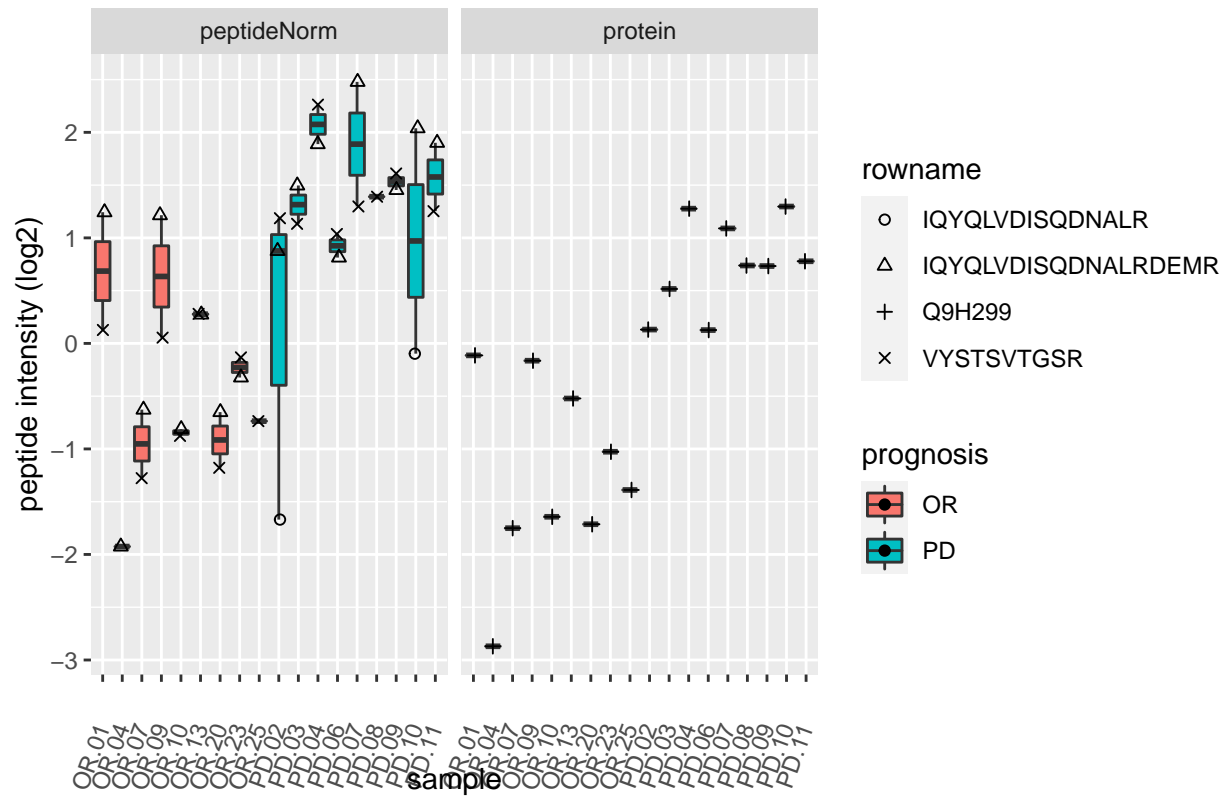 peptideNorm
protein
peptide intensity (log2)
2
1
0
−1
−2
−3
OR.01
OR.04
OR.07
OR.09
OR.10
OR.13
OR.20
OR.23
OR.25
PD.02
PD.03
PD.04
PD.06
PD.07
PD.08
PD.09
PD.10
PD.11
OR.01
OR.04
OR.07
OR.09
OR.10
OR.13
OR.20
OR.23
OR.25
PD.02
PD.03
PD.04
PD.06
PD.07
PD.08
PD.09
PD.10
PD.11
sample
rowname
IQYQLVDISQDNALR
IQYQLVDISQDNALRDEMR
Q9H299
VYSTSVTGSR
prognosis
OR
PD